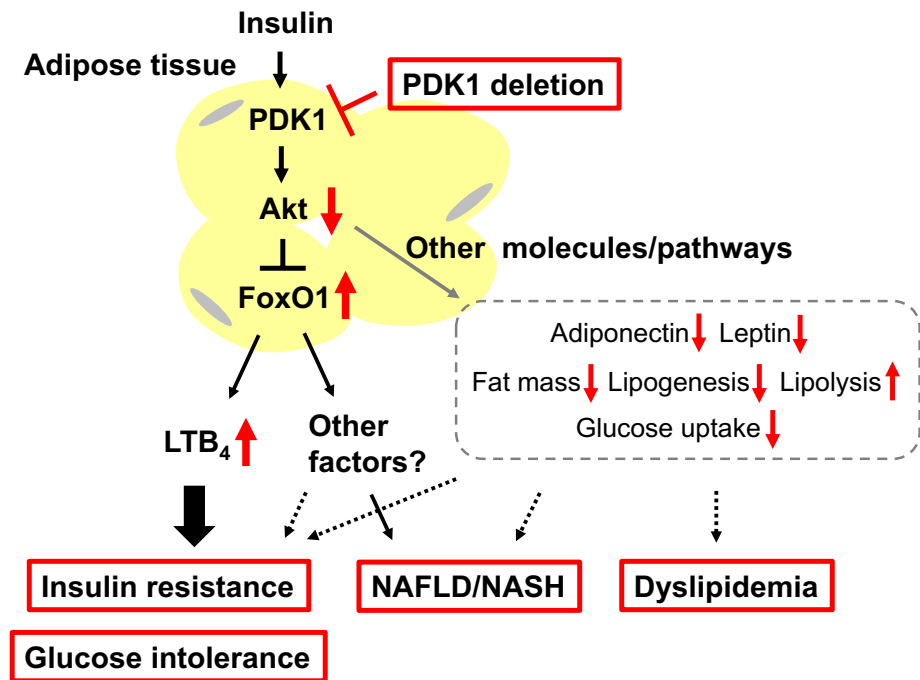 Insulin
Adipose tissue
PDK1 deletion
PDK1
Akt
Other molecules/pathways
FoxO1
Adiponectin Leptin
Fat mass Lipogenesis Lipolysis
Glucose uptake
LTB₄
Other
factors?
Insulin resistance
NAFLD/NASH
Dyslipidemia
Glucose intolerance